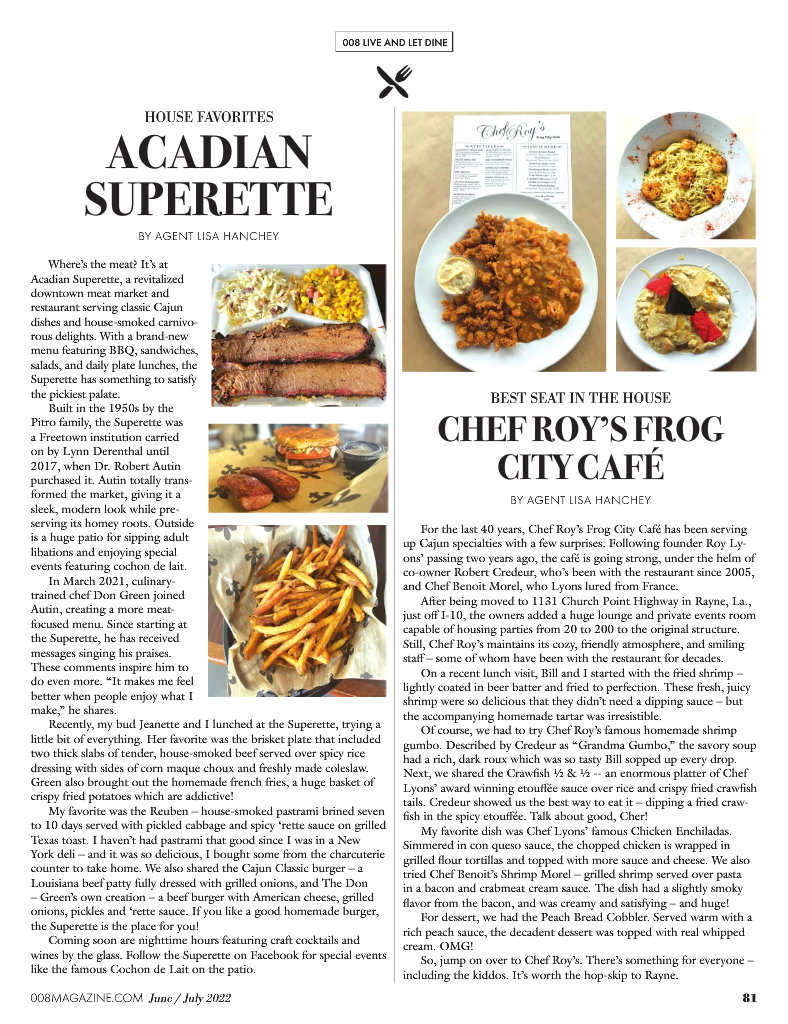 008 LIVE AND LET DINE
HOUSE FAVORITES
ACADIAN
SUPERETTE
BY AGENT LISA HANCHEY
Where’s the meat? It’s at
Acadian Superette, a revitalized
downtown meat market and
restaurant serving classic Cajun
dishes and house-smoked carnivo-
rous delights. With a brand-new
menu featuring BBQ, sandwiches,
salads, and daily plate lunches, the
Superette has something to satisfy
the pickiest palate.
Built in the 1950s by the
Pitro family, the Superette was
a Freetown institution carried
on by Lynn Derenthal until
2017, when Dr. Robert Autin
purchased it. Autin totally trans-
formed the market, giving it a
sleek, modern look while pre-
serving its homey roots. Outside
is a huge patio for sipping adult
libations and enjoying special
events featuring cochon de lait.
In March 2021, culinary-
trained chef Don Green joined
Autin, creating a more meat-
focused menu. Since starting at
the Superette, he has received
messages singing his praises.
These comments inspire him to
do even more. “It makes me feel
better when people enjoy what I
make,” he shares.
Recently, my bud Jeanette and I lunched at the Superette, trying a
little bit of everything. Her favorite was the brisket plate that included
two thick slabs of tender, house-smoked beef served over spicy rice
dressing with sides of corn maque choux and freshly made coleslaw.
Green also brought out the homemade french fries, a huge basket of
crispy fried potatoes which are addictive!
My favorite was the Reuben – house-smoked pastrami brined seven
to 10 days served with pickled cabbage and spicy ‘rette sauce on grilled
Texas toast. I haven’t had pastrami that good since I was in a New
York deli – and it was so delicious, I bought some from the charcuterie
counter to take home. We also shared the Cajun Classic burger – a
Louisiana beef patty fully dressed with grilled onions, and The Don
– Green’s own creation – a beef burger with American cheese, grilled
onions, pickles and ‘rette sauce. If you like a good homemade burger,
the Superette is the place for you!
Coming soon are nighttime hours featuring craft cocktails and
wines by the glass. Follow the Superette on Facebook for special events
like the famous Cochon de Lait on the patio.
Chef Roy’s
Frog City Café
APPETIZERS
LUNCH MENU
BEST SEAT IN THE HOUSE
CHEF ROY’S FROG
CITY CAFÉ
BY AGENT LISA HANCHEY
For the last 40 years, Chef Roy’s Frog City Café has been serving
up Cajun specialties with a few surprises. Following founder Roy Ly-
ons’ passing two years ago, the café is going strong, under the helm of
co-owner Robert Credeur, who’s been with the restaurant since 2005,
and Chef Benoit Morel, who Lyons lured from France.
After being moved to 1131 Church Point Highway in Rayne, La.,
just off I-10, the owners added a huge lounge and private events room
capable of housing parties from 20 to 200 to the original structure.
Still, Chef Roy’s maintains its cozy, friendly atmosphere, and smiling
staff – some of whom have been with the restaurant for decades.
On a recent lunch visit, Bill and I started with the fried shrimp –
lightly coated in beer batter and fried to perfection. These fresh, juicy
shrimp were so delicious that they didn’t need a dipping sauce – but
the accompanying homemade tartar was irresistible.
Of course, we had to try Chef Roy’s famous homemade shrimp
gumbo. Described by Credeur as “Grandma Gumbo,” the savory soup
had a rich, dark roux which was so tasty Bill sopped up every drop.
Next, we shared the Crawfish ½ & ½ -- an enormous platter of Chef
Lyons’ award winning etouffée sauce over rice and crispy fried crawfish
tails. Credeur showed us the best way to eat it – dipping a fried craw-
fish in the spicy etouffée. Talk about good, Cher!
My favorite dish was Chef Lyons’ famous Chicken Enchiladas.
Simmered in con queso sauce, the chopped chicken is wrapped in
grilled flour tortillas and topped with more sauce and cheese. We also
tried Chef Benoit’s Shrimp Morel – grilled shrimp served over pasta
in a bacon and crabmeat cream sauce. The dish had a slightly smoky
flavor from the bacon, and was creamy and satisfying – and huge!
For dessert, we had the Peach Bread Cobbler. Served warm with a
rich peach sauce, the decadent dessert was topped with real whipped
cream. OMG!
So, jump on over to Chef Roy’s. There’s something for everyone –
including the kiddos. It’s worth the hop-skip to Rayne.
008MAGAZINE.COM June / July 2022
81